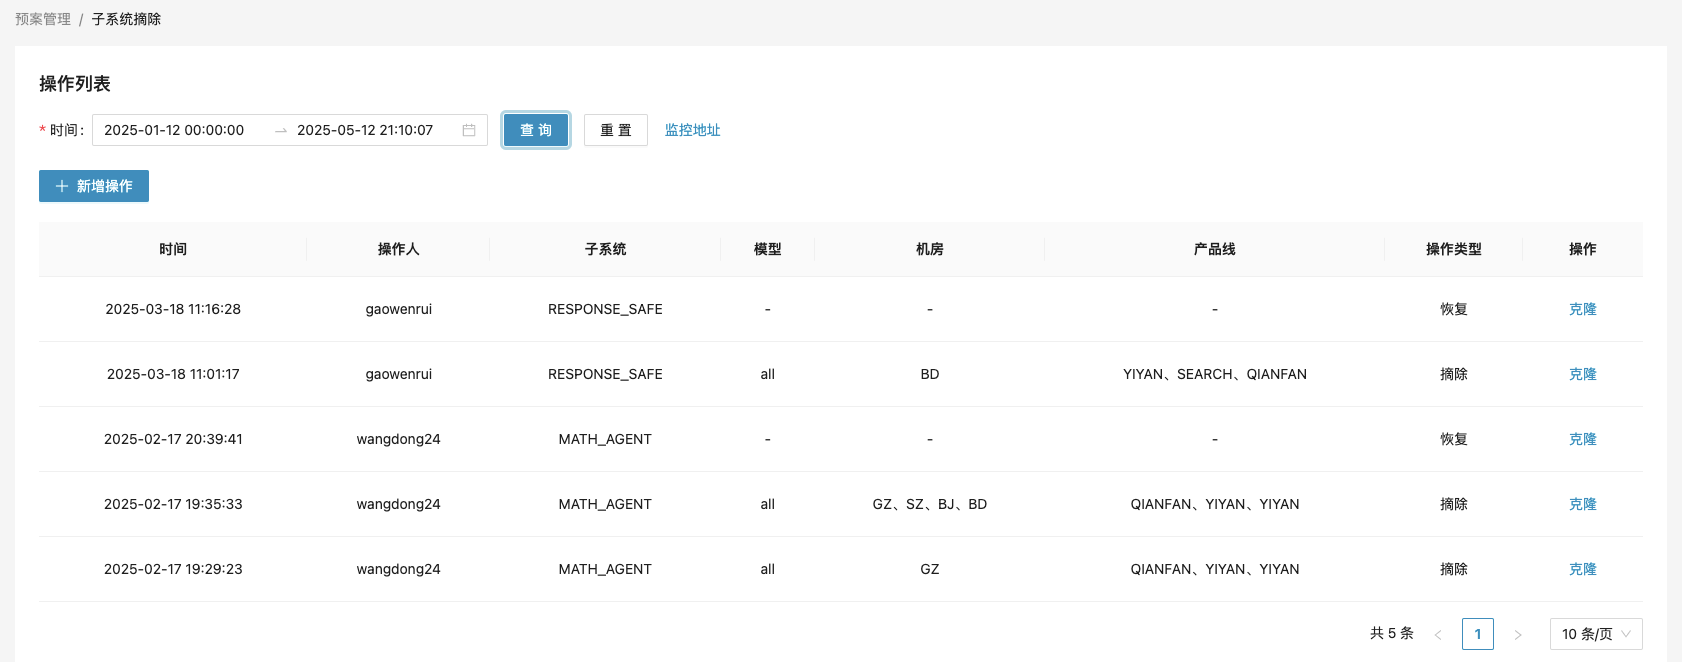 预案管理 / 子系统摘除
操作列表
* 时间: 2025-01-12 00:00:00 → 2025-05-12 21:10:07 查 询 重 置 监控地址
+ 新增操作
时间 操作人 子系统 模型 机房 产品线 操作类型 操作
2025-03-18 11:16:28 gaowenrui RESPONSE_SAFE - - - 恢复 克隆
2025-03-18 11:01:17 gaowenrui RESPONSE_SAFE all BD YIYAN、SEARCH、QIANFAN 摘除 克隆
2025-02-17 20:39:41 wangdong24 MATH_AGENT - - - 恢复 克隆
2025-02-17 19:35:33 wangdong24 MATH_AGENT all GZ、SZ、BJ、BD QIANFAN、YIYAN、YIYAN 摘除 克隆
2025-02-17 19:29:23 wangdong24 MATH_AGENT all GZ QIANFAN、YIYAN、YIYAN 摘除 克隆
共 5 条 < 1 > 10 条/页